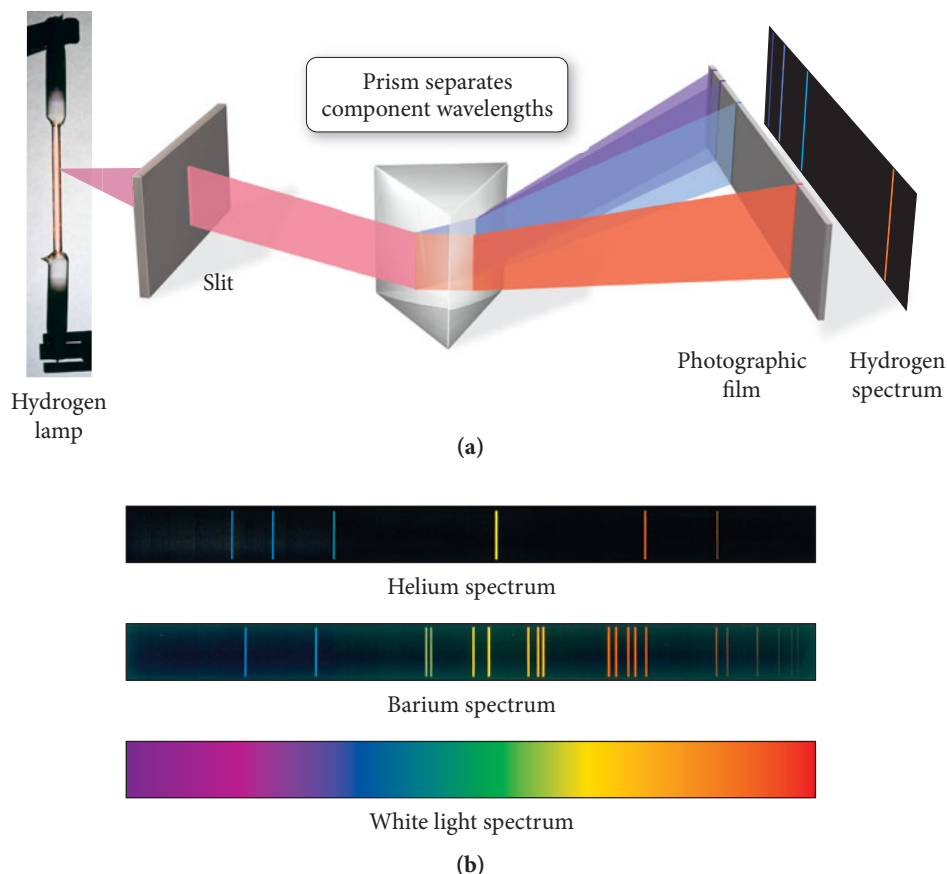 Prism separates
component wavelengths
Slit
Hydrogen
lamp
Photographic
film
Hydrogen
spectrum
(a)
Helium spectrum
Barium spectrum
White light spectrum
(b)